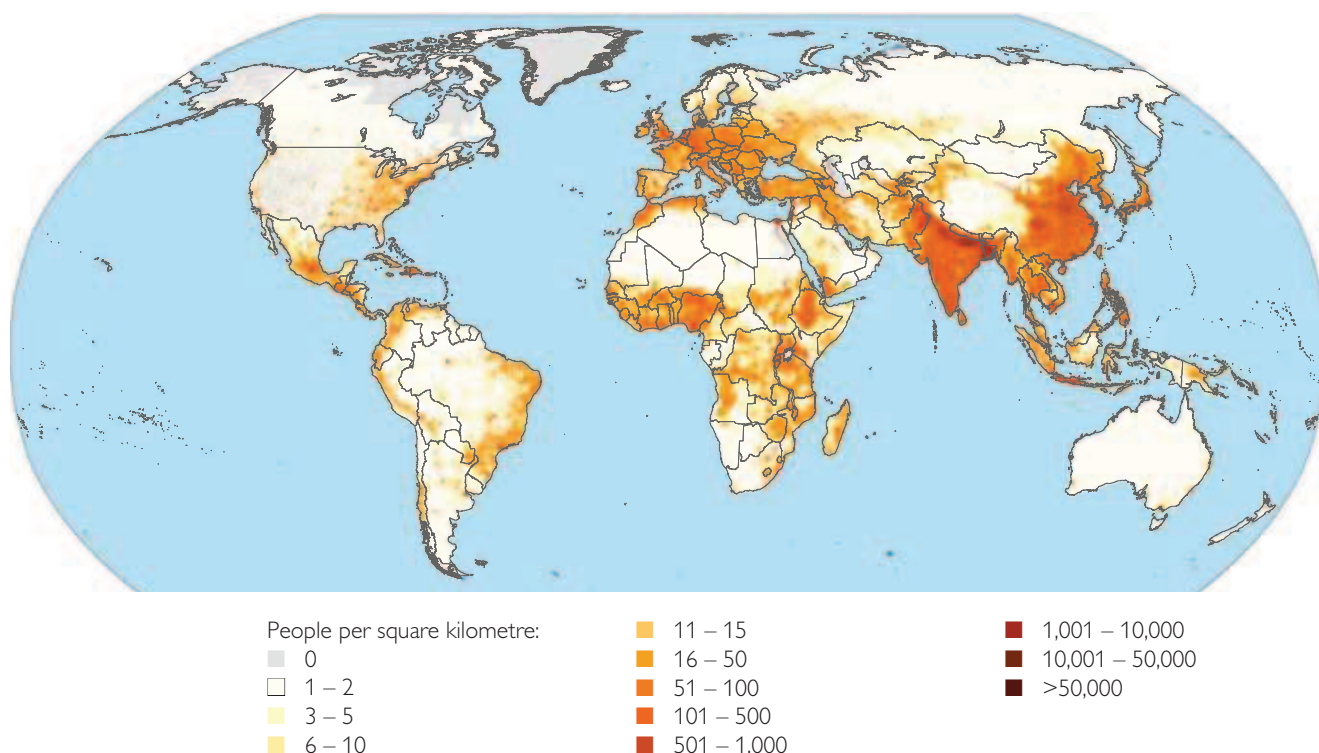 People per square kilometre:
0
1 – 2
3 – 5
6 – 10
11 – 15
16 – 50
51 – 100
101 – 500
501 – 1.000
1,001 – 10,000
10,001 – 50,000
>50,000